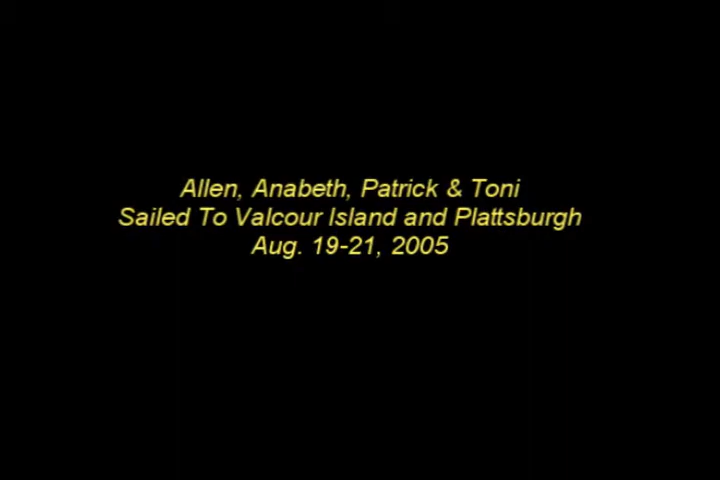 Allen, Anabeth, Patrick & Toni
Sailed To Valcour Island and Plattsburgh
Aug. 19-21, 2005